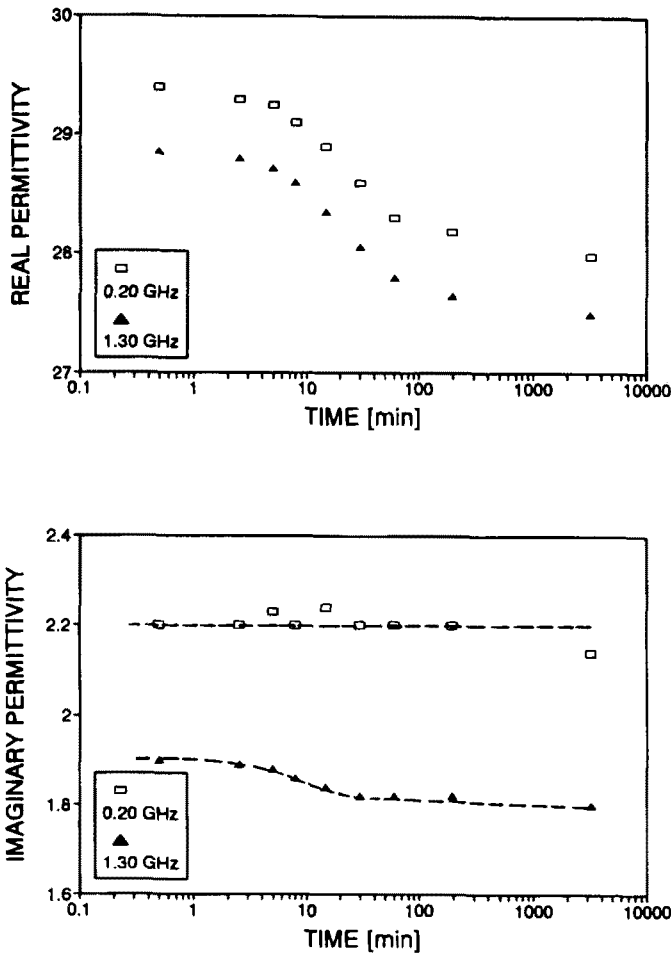 30
29
28
27
REAL PERMITTIVITY
0.20 GHz
1.30 GHz
0.1 1 10 100 1000 10000
TIME [min]
2.4
2.2
2
1.8
1.6
IMAGINARY PERMITTIVITY
0.20 GHz
1.30 GHz
0.1 1 10 100 1000 10000
TIME [min]